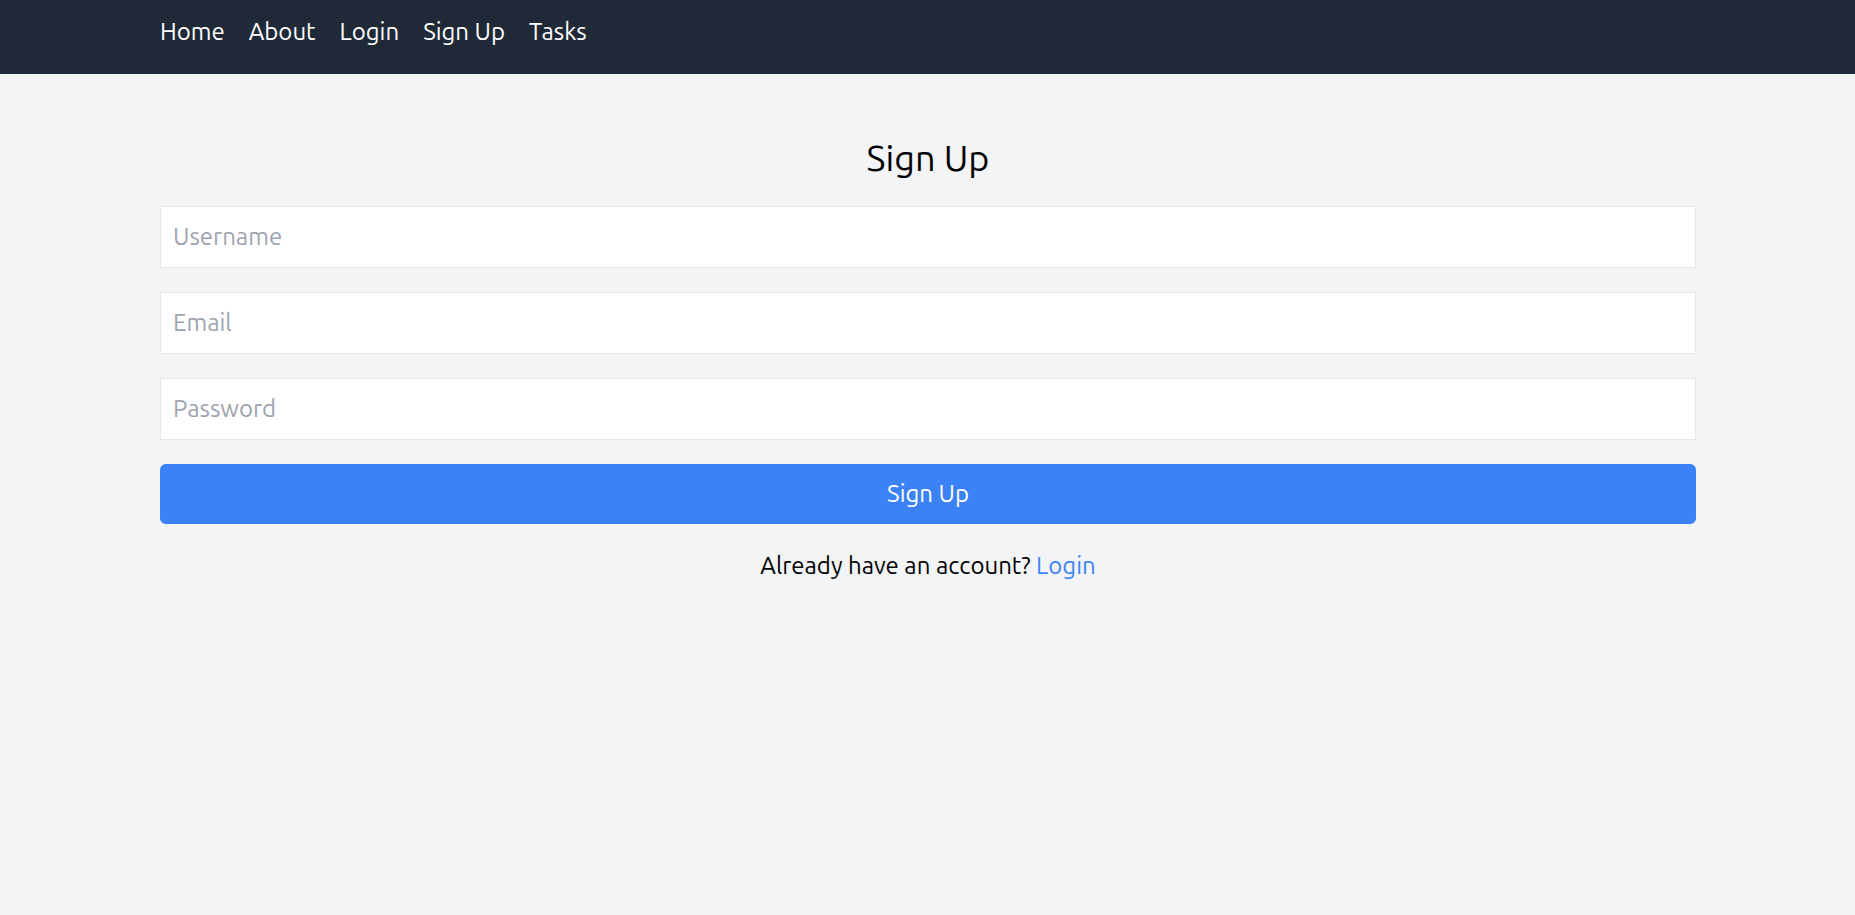 Home About Login Sign Up Tasks
Sign Up
Username
Email
Password
Sign Up
Already have an account? Login